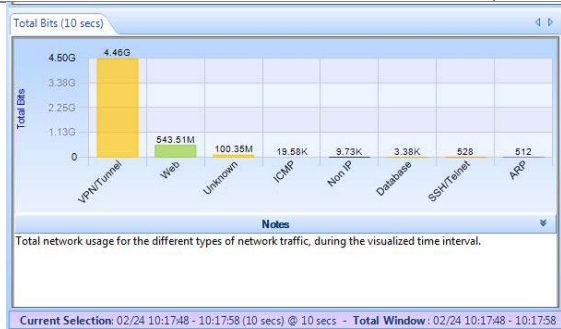 Total Bits (10 secs)
Total Bits
4.50G
3.38G
2.25G
1.13G
0
4.46G
543.51M
100.35M
19.58K
9.73K
3.38K
528
512
VPN/Tunnel
Web
Unknown
ICMP
Non IP
Database
SSH/Telnet
ARP
Notes
Total network usage for the different types of network traffic, during the visualized time interval.
Current Selection: 02/24 10:17:48 - 10:17:58 (10 secs) @ 10 secs - Total Window : 02/24 10:17:48 - 10:17:58